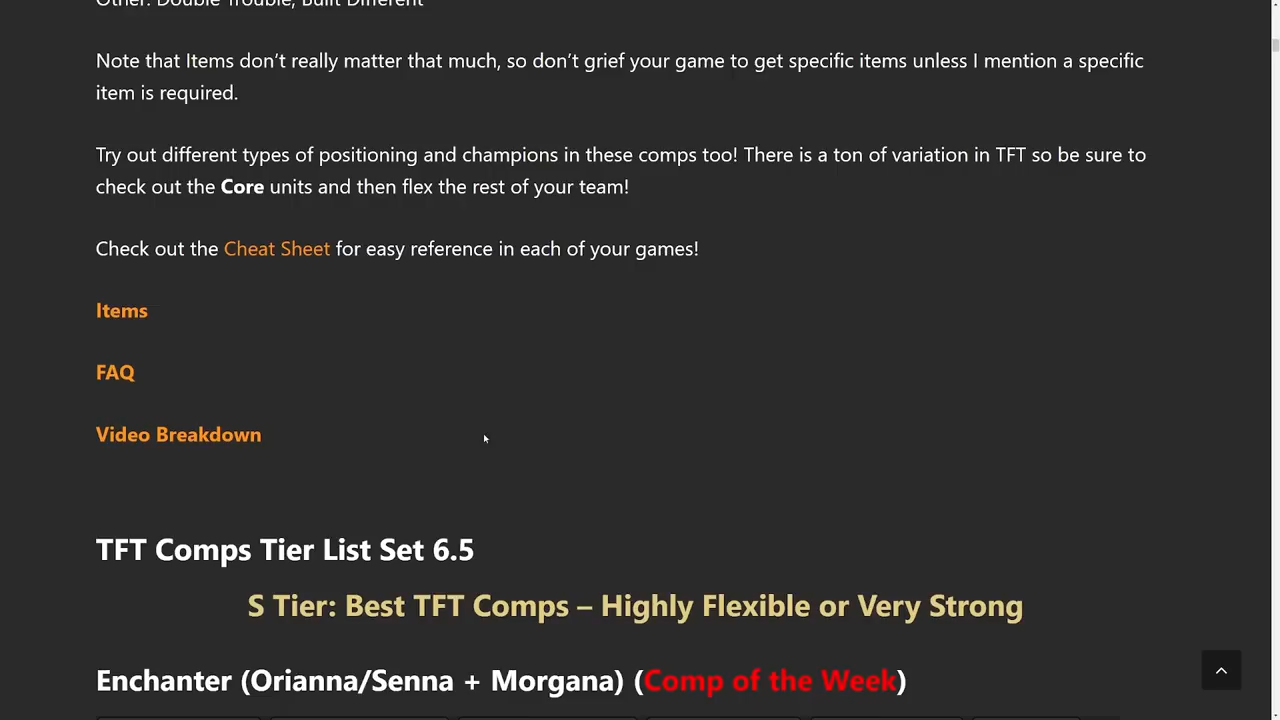 Other: Double Trouble, Built Different
Note that Items don't really matter that much, so don't grief your game to get specific items unless I mention a specific
item is required.
Try out different types of positioning and champions in these comps too! There is a ton of variation in TFT so be sure to
check out the Core units and then flex the rest of your team!
Check out the Cheat Sheet for easy reference in each of your games!
Items
FAQ
Video Breakdown
TFT Comps Tier List Set 6.5
S Tier: Best TFT Comps – Highly Flexible or Very Strong
Enchanter (Orianna/Senna + Morgana) (Comp of the Week)